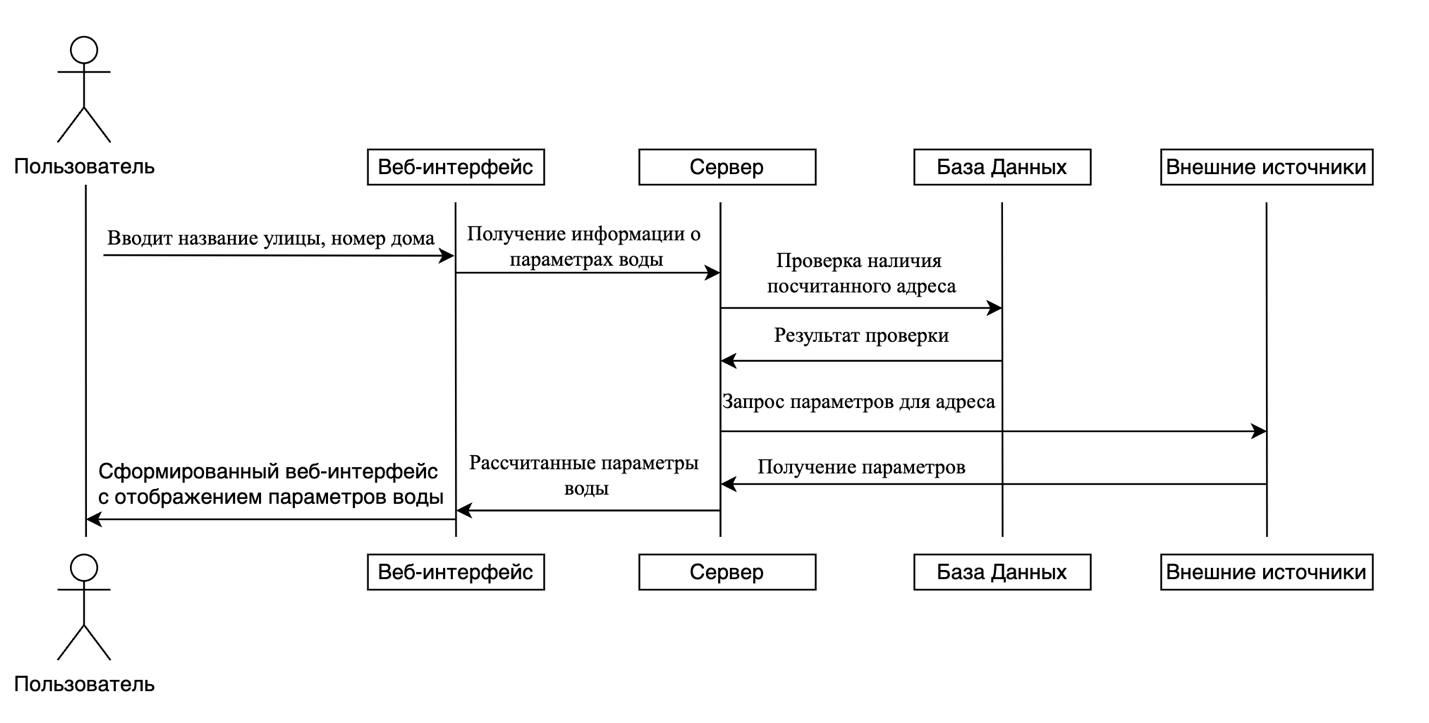 Пользователь
Веб-интерфейс
Сервер
База Данных
Внешние источники
Вводит название улицы, номер дома
Получение информации о
параметрах воды
Проверка наличия
посчитанного адреса
Результат проверки
Запрос параметров для адреса
Получение параметров
Рассчитанные параметры
воды
Сформированный веб-интерфейс
с отображением параметров воды
Веб-интерфейс
Сервер
База Данных
Внешние источники
Пользователь